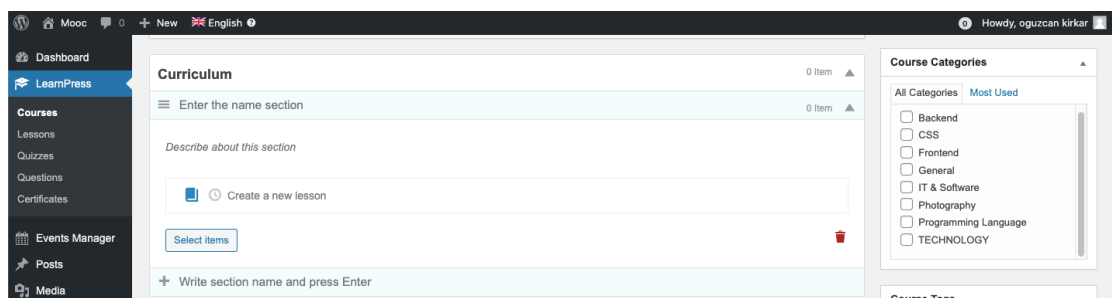 Mooc 0 New English Howdy, oguzcan kirkar
Dashboard
LearnPress
Courses
Lessons
Quizzes
Questions
Certificates
Events Manager
Posts
Media
Curriculum 0 Item
Enter the name section 0 Item
Describe about this section
Create a new lesson
Select items
Write section name and press Enter
Course Categories
All Categories Most Used
Backend
CSS
Frontend
General
IT & Software
Photography
Programming Language
TECHNOLOGY
Course Tags